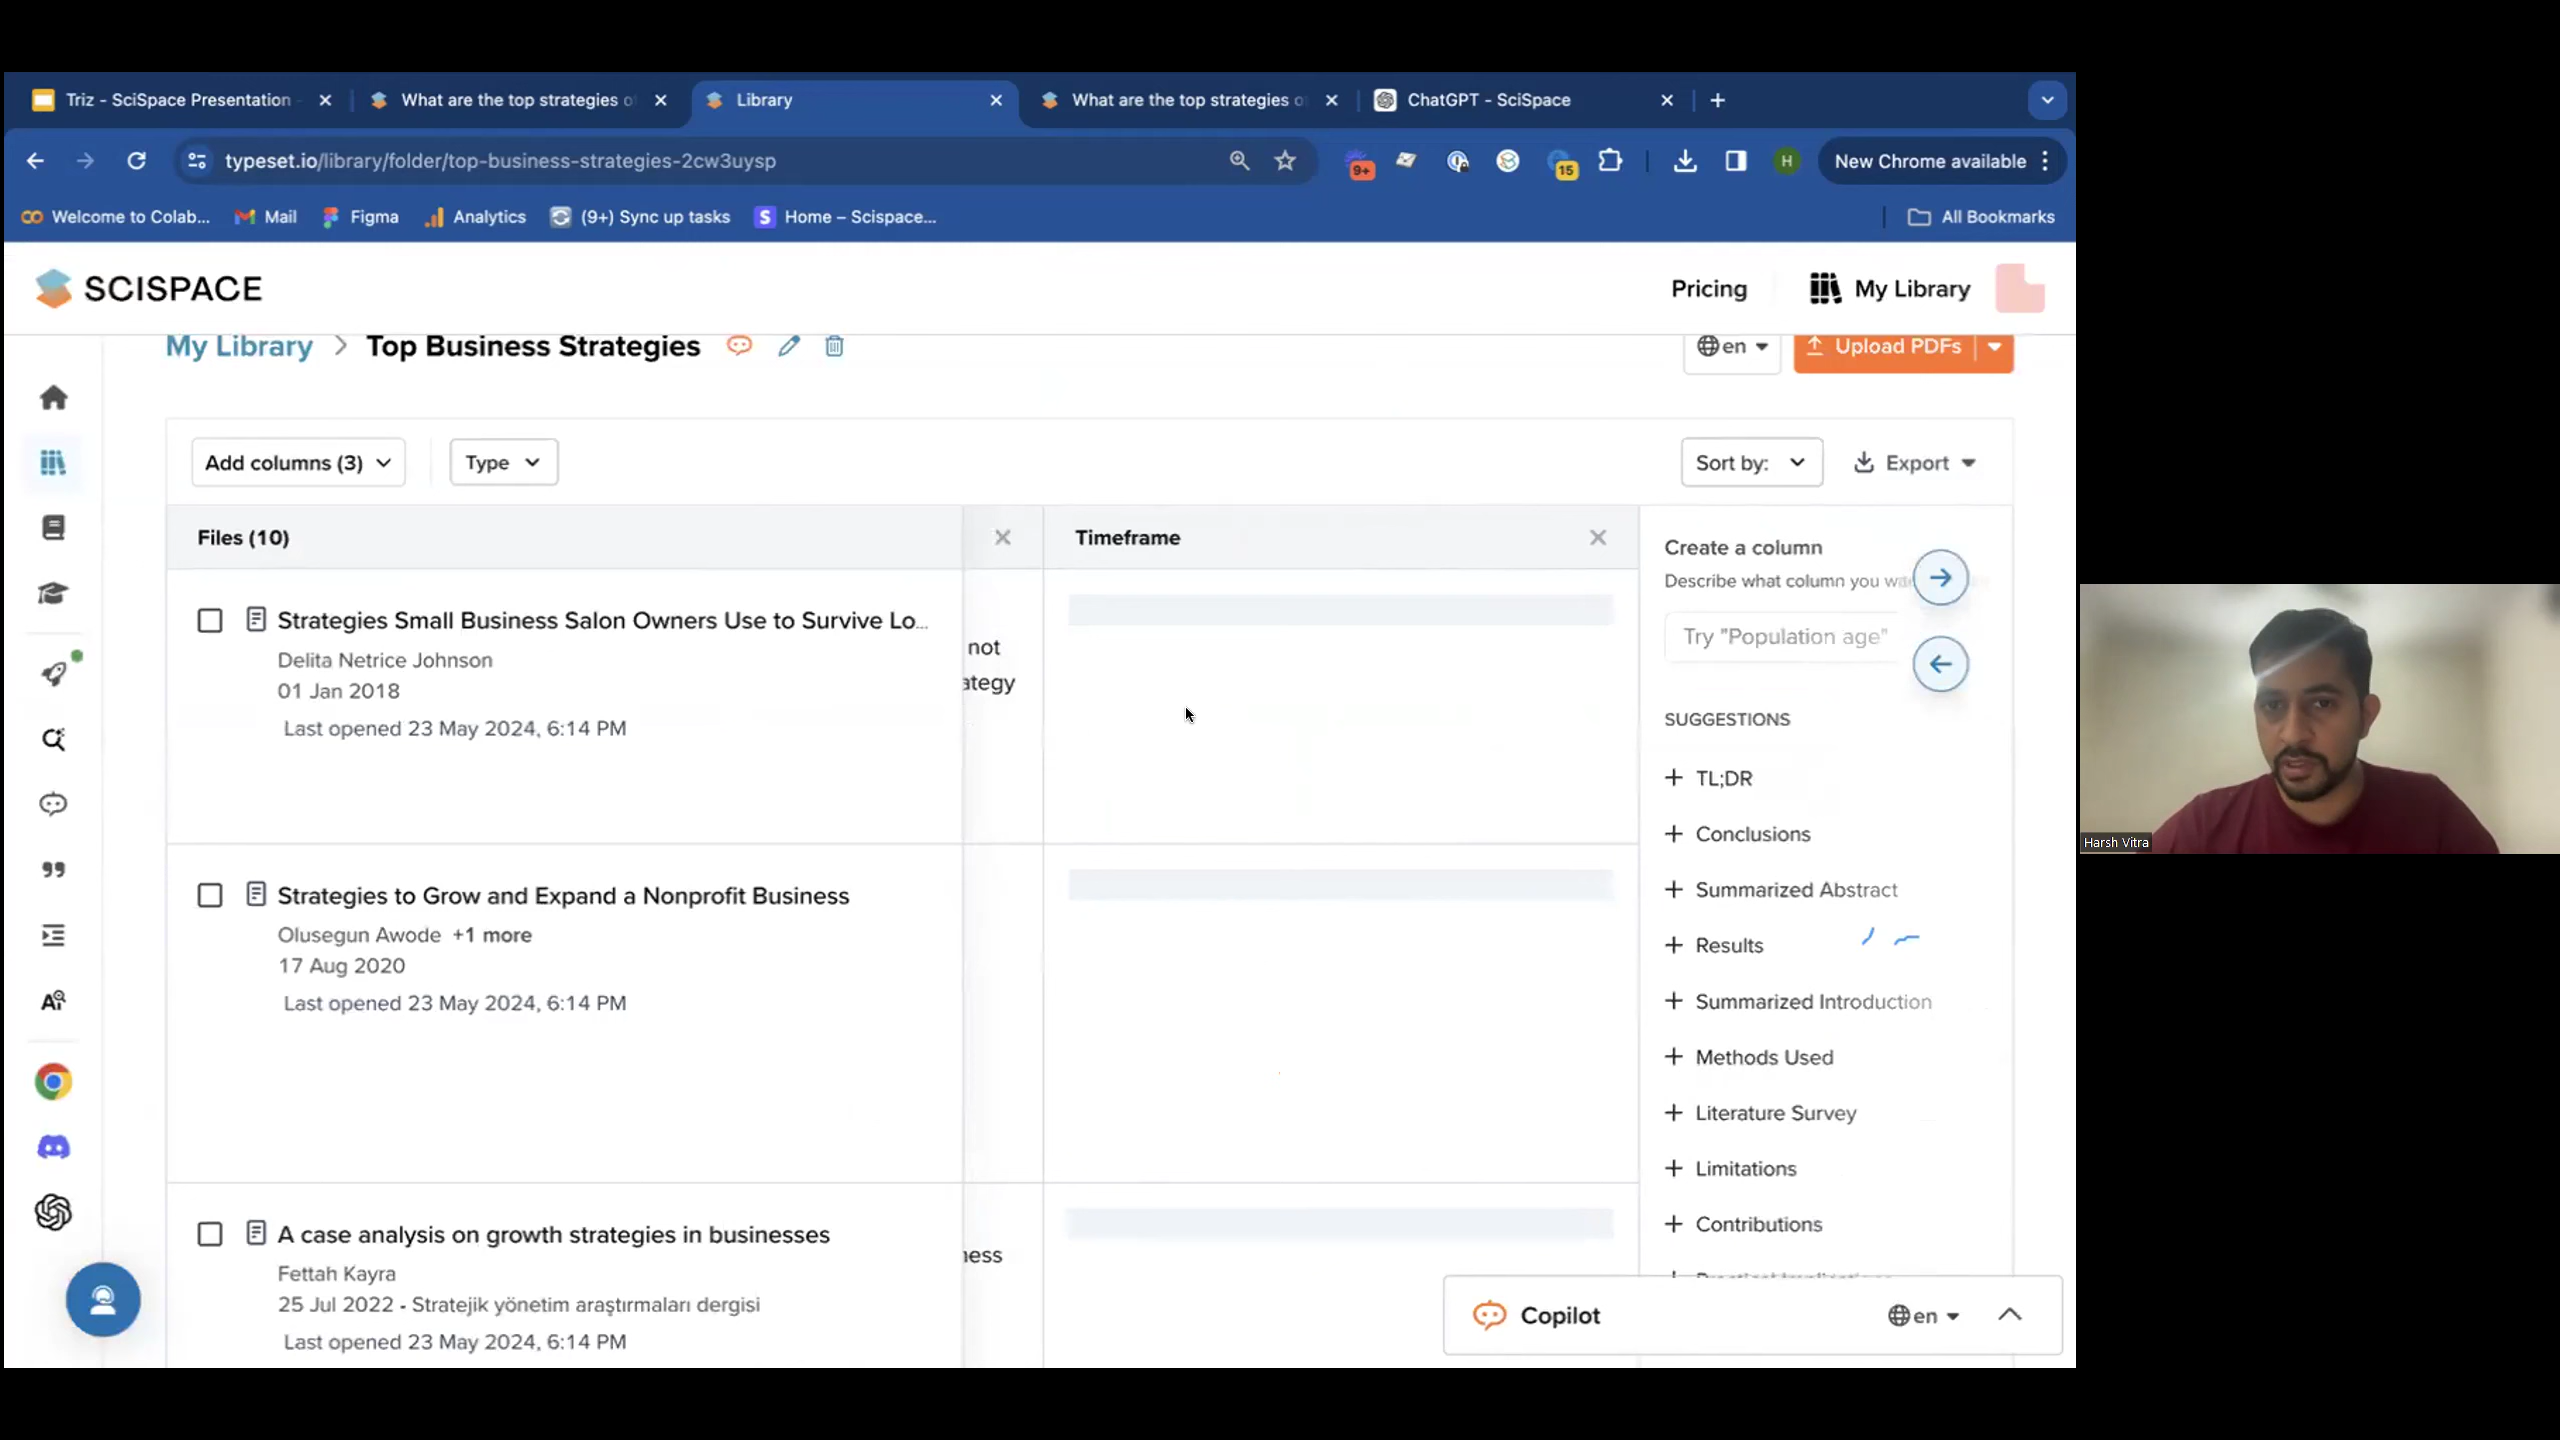 Triz - SciSpace Presentation
What are the top strategies o
Library
What are the top strategies o
ChatGPT - SciSpace
typeset.io/library/folder/top-business-strategies-2cw3uysp
9+
15
H
New Chrome available
Welcome to Colab...
Mail
Figma
Analytics
(9+) Sync up tasks
S
Home – Scispace...
All Bookmarks
SCISPACE
Pricing
My Library
My Library > Top Business Strategies
en
Upload PDFs
Add columns (3)
Type
Sort by:
Export
Files (10)
Timeframe
Create a column
Describe what column you wa
Try "Population age"
Strategies Small Business Salon Owners Use to Survive Lo...
Delita Netrice Johnson
01 Jan 2018
Last opened 23 May 2024, 6:14 PM
not
ategy
SUGGESTIONS
+ TL;DR
+ Conclusions
+ Summarized Abstract
+ Results
+ Summarized Introduction
+ Methods Used
+ Literature Survey
+ Limitations
+ Contributions
Strategies to Grow and Expand a Nonprofit Business
Olusegun Awode +1 more
17 Aug 2020
Last opened 23 May 2024, 6:14 PM
A case analysis on growth strategies in businesses
Fettah Kayra
25 Jul 2022 - Stratejik yönetim araştırmaları dergisi
Last opened 23 May 2024, 6:14 PM
ness
Copilot
en
Harsh Vitra